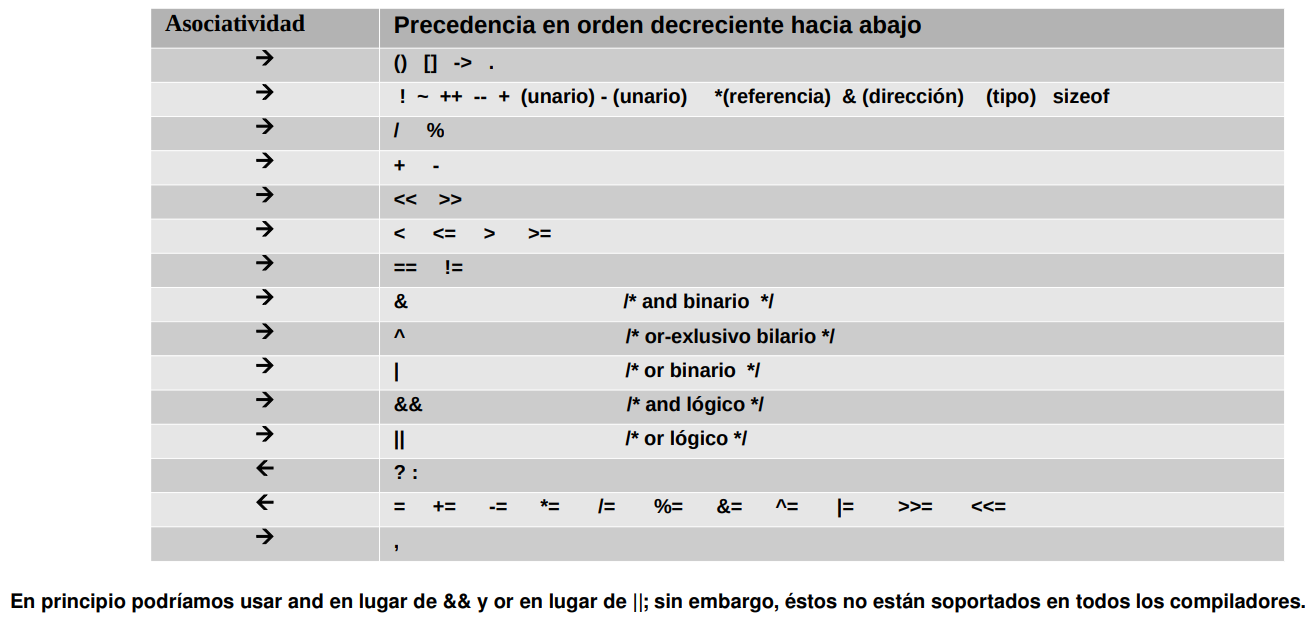 Asociatividad Precedencia en orden decreciente hacia abajo
→ () [] -> .
→ ! ~ ++ -- + (unario) - (unario) *(referencia) & (dirección) (tipo) sizeof
→ / %
→ + -
→ << >>
→ < <= > >=
→ == !=
→ & /* and binario */
→ ^ /* or-exlusivo bilario */
→ | /* or binario */
→ && /* and lógico */
→ || /* or lógico */
← ? :
← = += -= *= /= %= &= ^= |= >>= <<=
→ ,
En principio podríamos usar and en lugar de && y or en lugar de ||; sin embargo, éstos no están soportados en todos los compiladores.